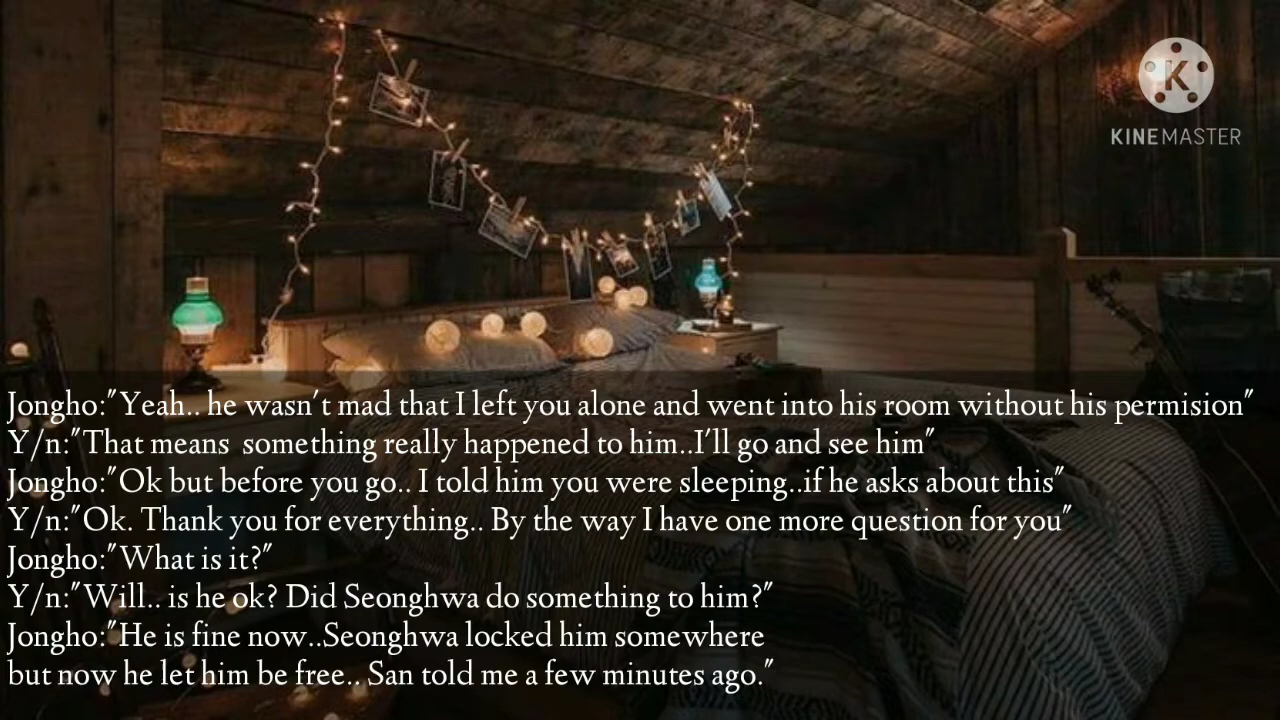 KINEMASTER
Jongho:"Yeah.. he wasn't mad that I left you alone and went into his room without his permision"
Y/n:"That means  something really happened to him..I'll go and see him"
Jongho:"Ok but before you go.. I told him you were sleeping..if he asks about this"
Y/n:"Ok. Thank you for everything.. By the way I have one more question for you"
Jongho:"What is it?"
Y/n:"Will.. is he ok? Did Seonghwa do something to him?"
Jongho:"He is fine now..Seonghwa locked him somewhere
but now he let him be free.. San told me a few minutes ago."